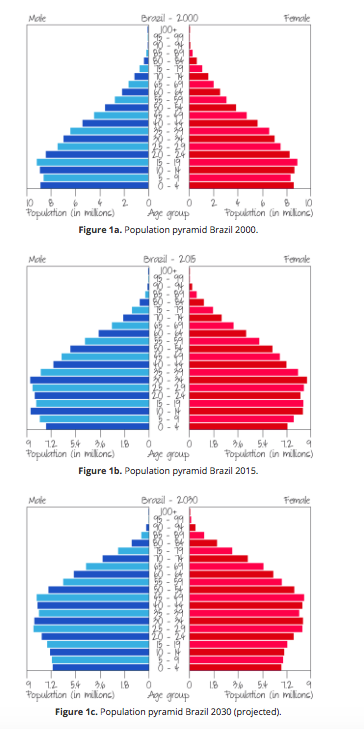 Male Brazil - 2000 Female
100+
95 - 99
90 - 94
85 - 89
80 - 84
75 - 79
70 - 74
65 - 69
60 - 64
55 - 59
50 - 54
45 - 49
40 - 44
35 - 39
30 - 34
25 - 29
20 - 24
15 - 19
10 - 14
5 - 9
0 - 4
10 8 6 4 2 0 0 2 4 6 8 10
Population (in millions) Age group Population (in millions)
Figure 1a. Population pyramid Brazil 2000.
Male Brazil - 2015 Female
100+
95 - 99
90 - 94
85 - 89
80 - 84
75 - 79
70 - 74
65 - 69
60 - 64
55 - 59
50 - 54
45 - 49
40 - 44
35 - 39
30 - 34
25 - 29
20 - 24
15 - 19
10 - 14
5 - 9
0 - 4
9 7.2 5.4 3.6 1.8 0 0 1.8 3.6 5.4 7.2 9
Population (in millions) Age group Population (in millions)
Figure 1b. Population pyramid Brazil 2015.
Male Brazil - 2030 Female
100+
95 - 99
90 - 94
85 - 89
80 - 84
75 - 79
70 - 74
65 - 69
60 - 64
55 - 59
50 - 54
45 - 49
40 - 44
35 - 39
30 - 34
25 - 29
20 - 24
15 - 19
10 - 14
5 - 9
0 - 4
9 7.2 5.4 3.6 1.8 0 0 1.8 3.6 5.4 7.2 9
Population (in millions) Age group Population (in millions)
Figure 1c. Population pyramid Brazil 2030 (projected).